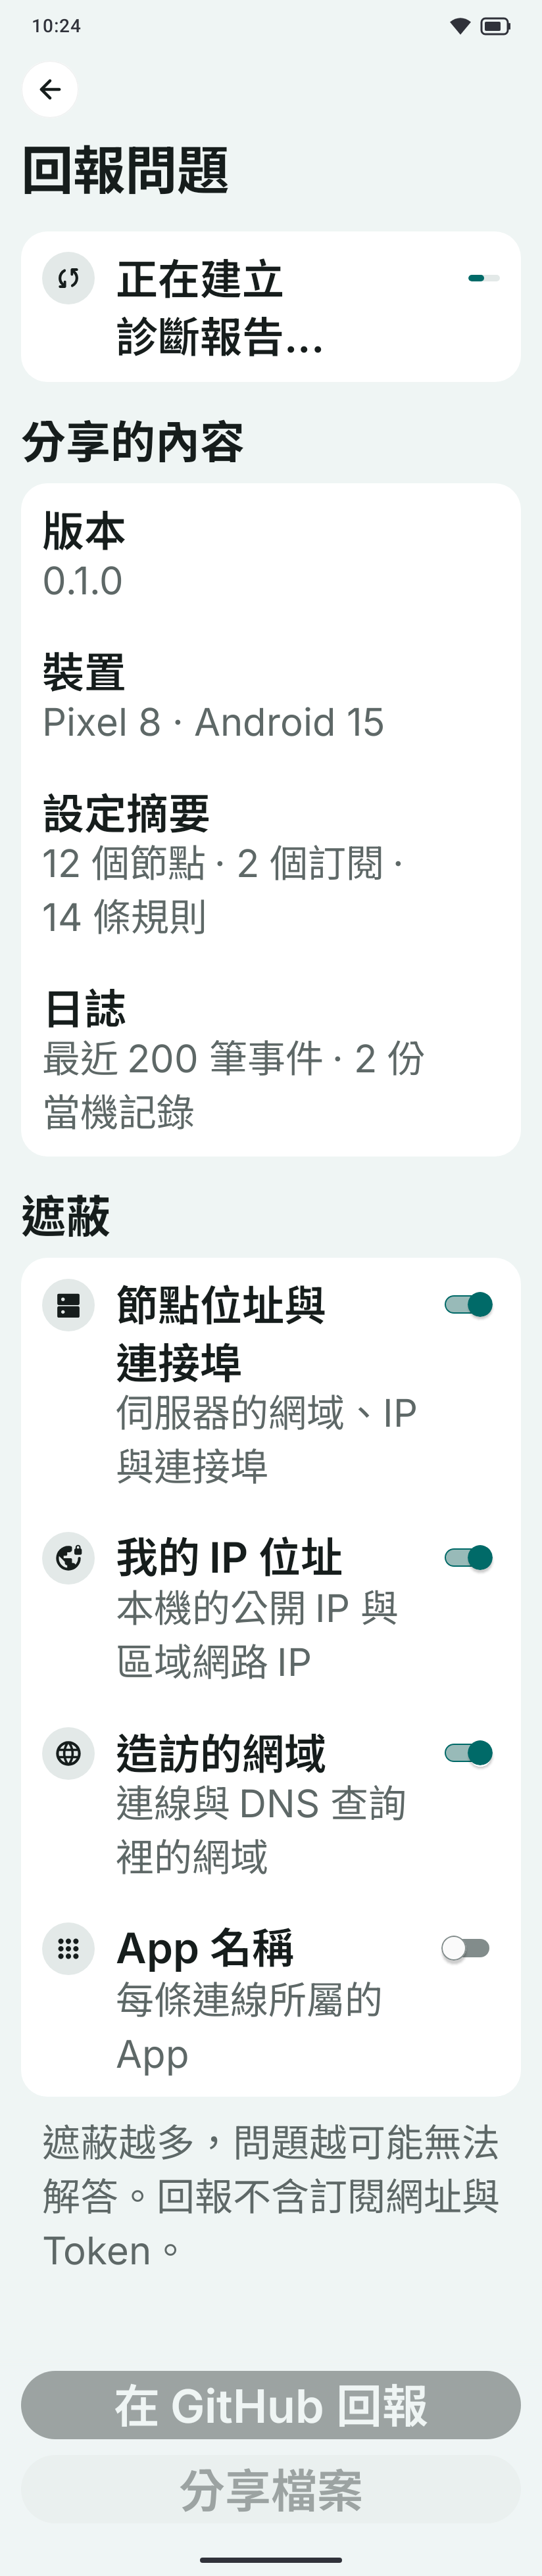 10:24
回報問題
正在建立
診斷報告...
分享的內容
版本
0.1.0
裝置
Pixel 8 · Android 15
設定摘要
12 個節點 · 2 個訂閱 ·
14 條規則
日誌
最近 200 筆事件 · 2 份
當機記錄
遮蔽
節點位址與
連接埠
伺服器的網域、IP
與連接埠
我的 IP 位址
本機的公開 IP 與
區域網路 IP
造訪的網域
連線與 DNS 查詢
裡的網域
App 名稱
每條連線所屬的
App
遮蔽越多，問題越可能無法
解答。回報不含訂閱網址與
Token。
在 GitHub 回報
分享檔案